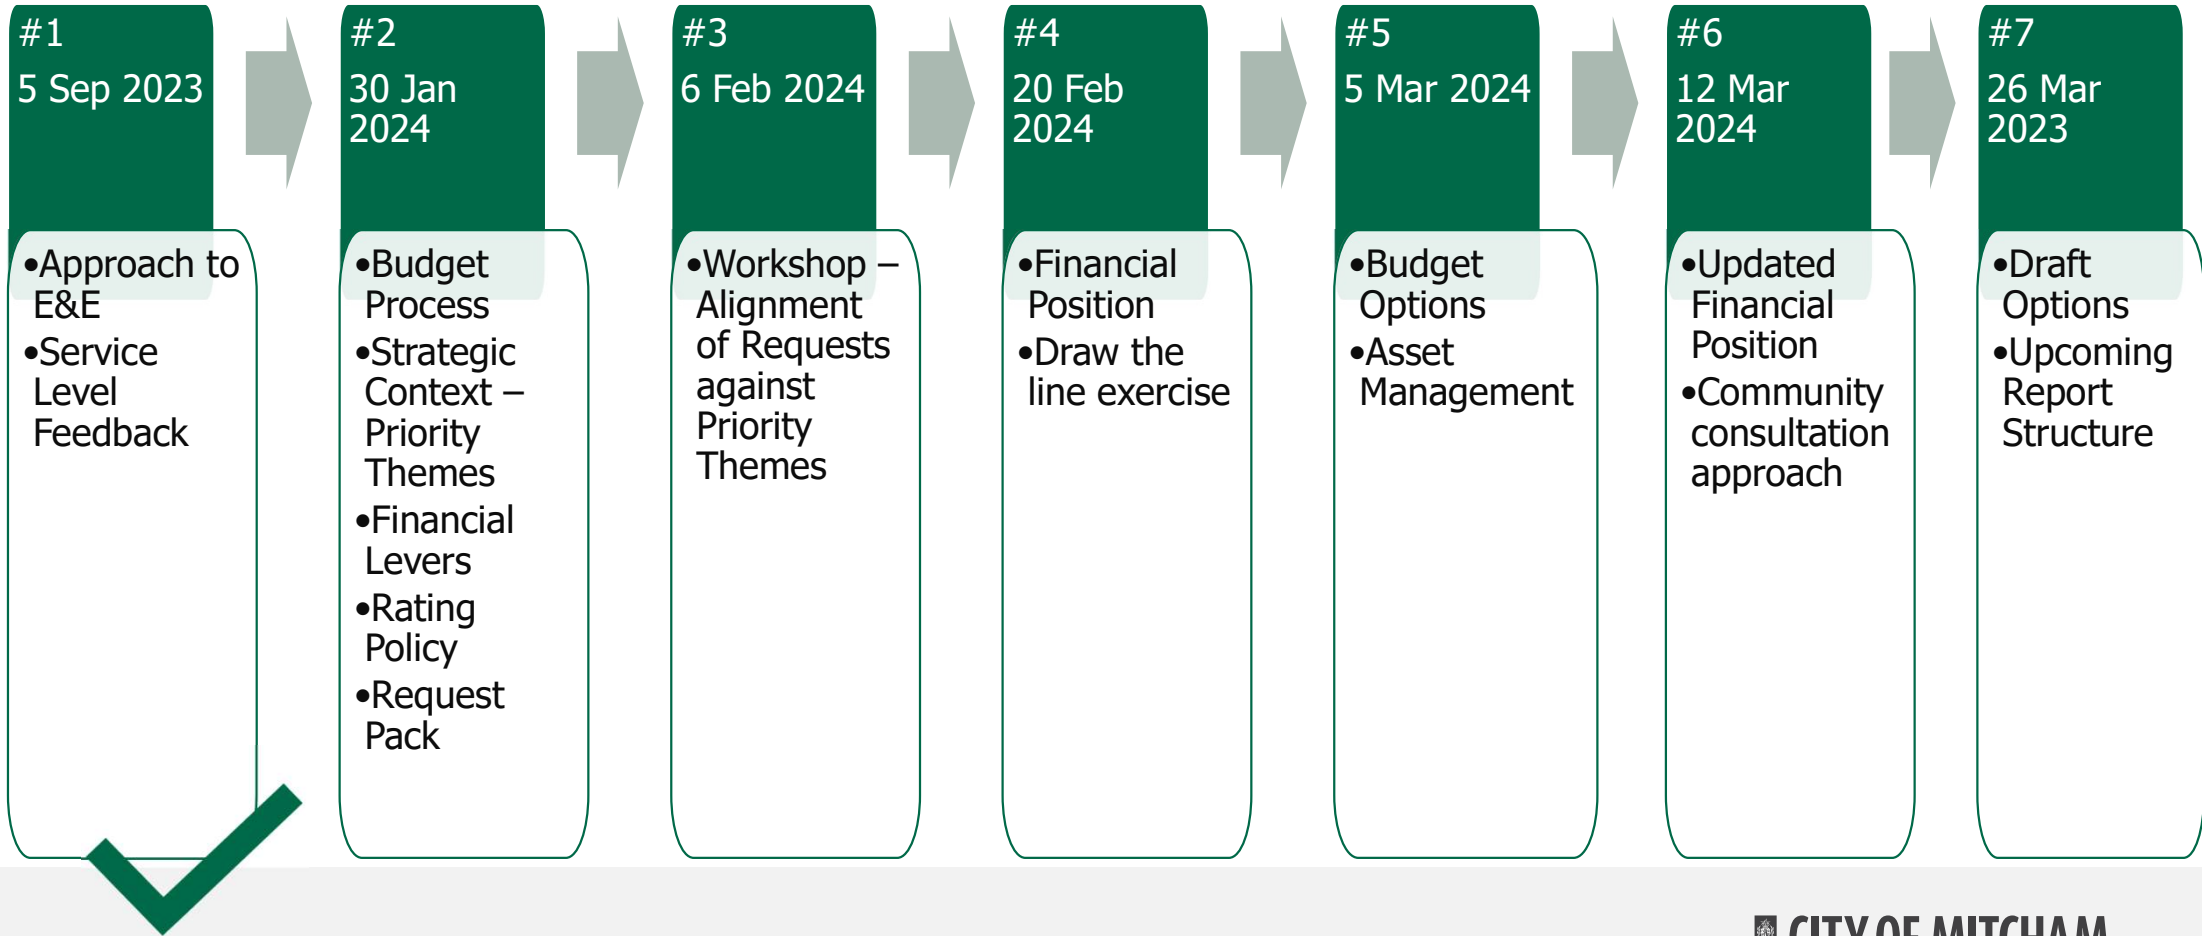 #1
5 Sep 2023
•Approach to
E&E
•Service
Level
Feedback
#2
30 Jan
2024
•Budget
Process
•Strategic
Context –
Priority
Themes
•Financial
Levers
•Rating
Policy
•Request
Pack
#3
6 Feb 2024
•Workshop –
Alignment
of Requests
against
Priority
Themes
#4
20 Feb
2024
•Financial
Position
•Draw the
line exercise
#5
5 Mar 2024
•Budget
Options
•Asset
Management
#6
12 Mar
2024
•Updated
Financial
Position
•Community
consultation
approach
#7
26 Mar
2023
•Draft
Options
•Upcoming
Report
Structure
CITY OF MITCHAM